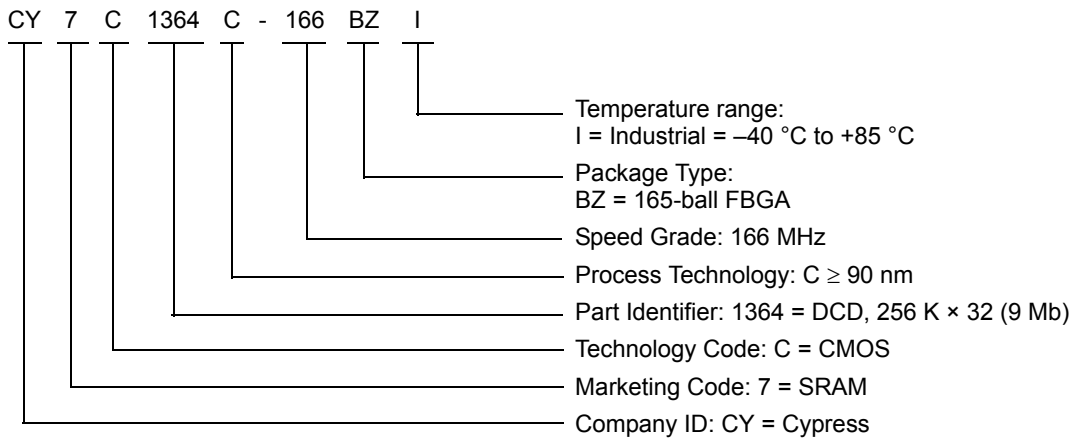 CY 7 C 1364 C - 166 BZ I
Temperature range:
I = Industrial = –40 °C to +85 °C
Package Type:
BZ = 165-ball FBGA
Speed Grade: 166 MHz
Process Technology: C ≥ 90 nm
Part Identifier: 1364 = DCD, 256 K × 32 (9 Mb)
Technology Code: C = CMOS
Marketing Code: 7 = SRAM
Company ID: CY = Cypress